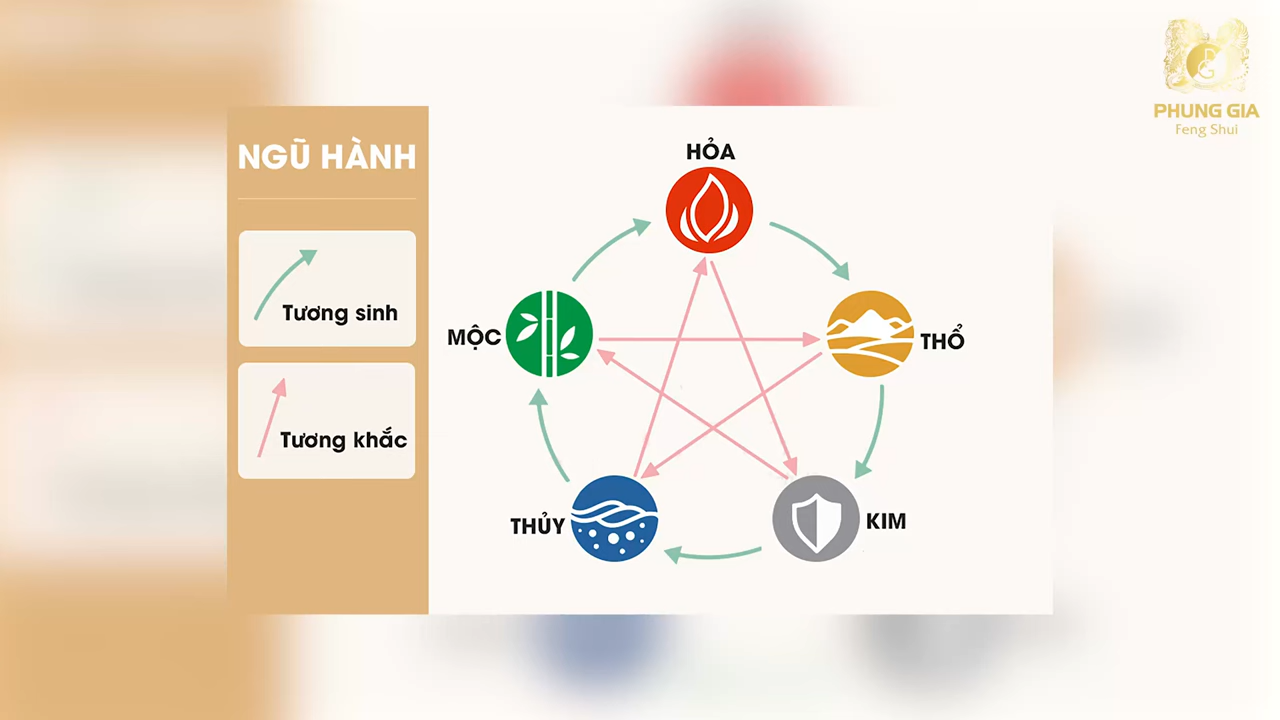 PHUNG GIA
Feng Shui
NGŨ HÀNH
Tương sinh
Tương khắc
HỎA
MỘC
THỔ
THỦY
KIM